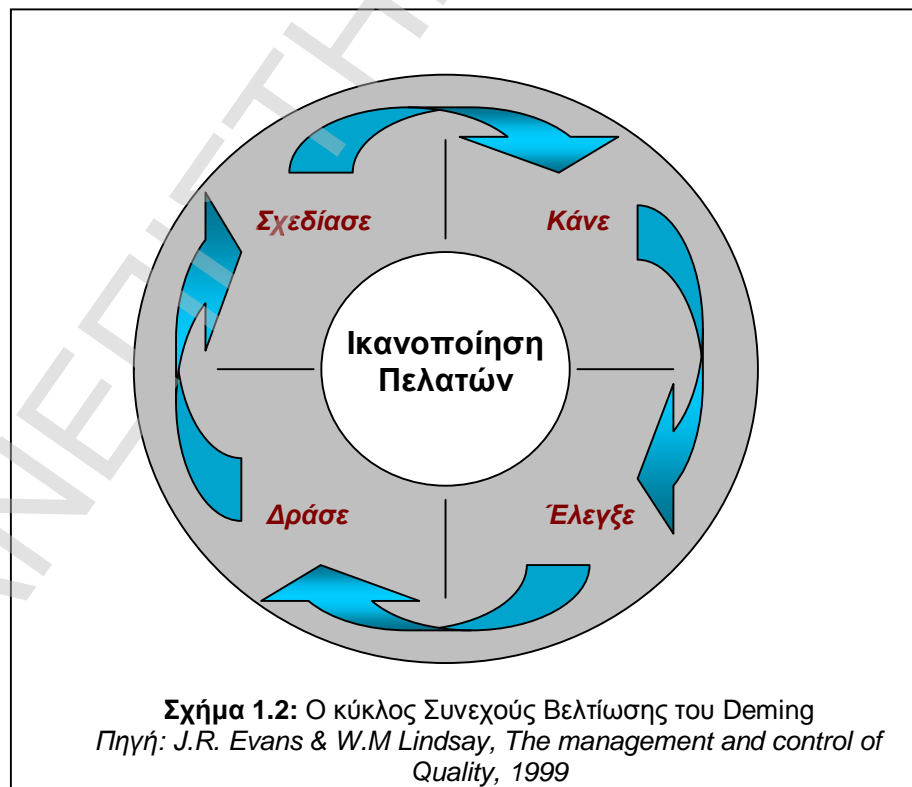 Σχεδίασε
Κάνε
Ικανοποίηση
Πελατών
Δράσε
Έλεγξε
Σχήμα 1.2: Ο κύκλος Συνεχούς Βελτίωσης του Deming
Πηγή: J.R. Evans & W.M Lindsay, The management and control of
Quality, 1999